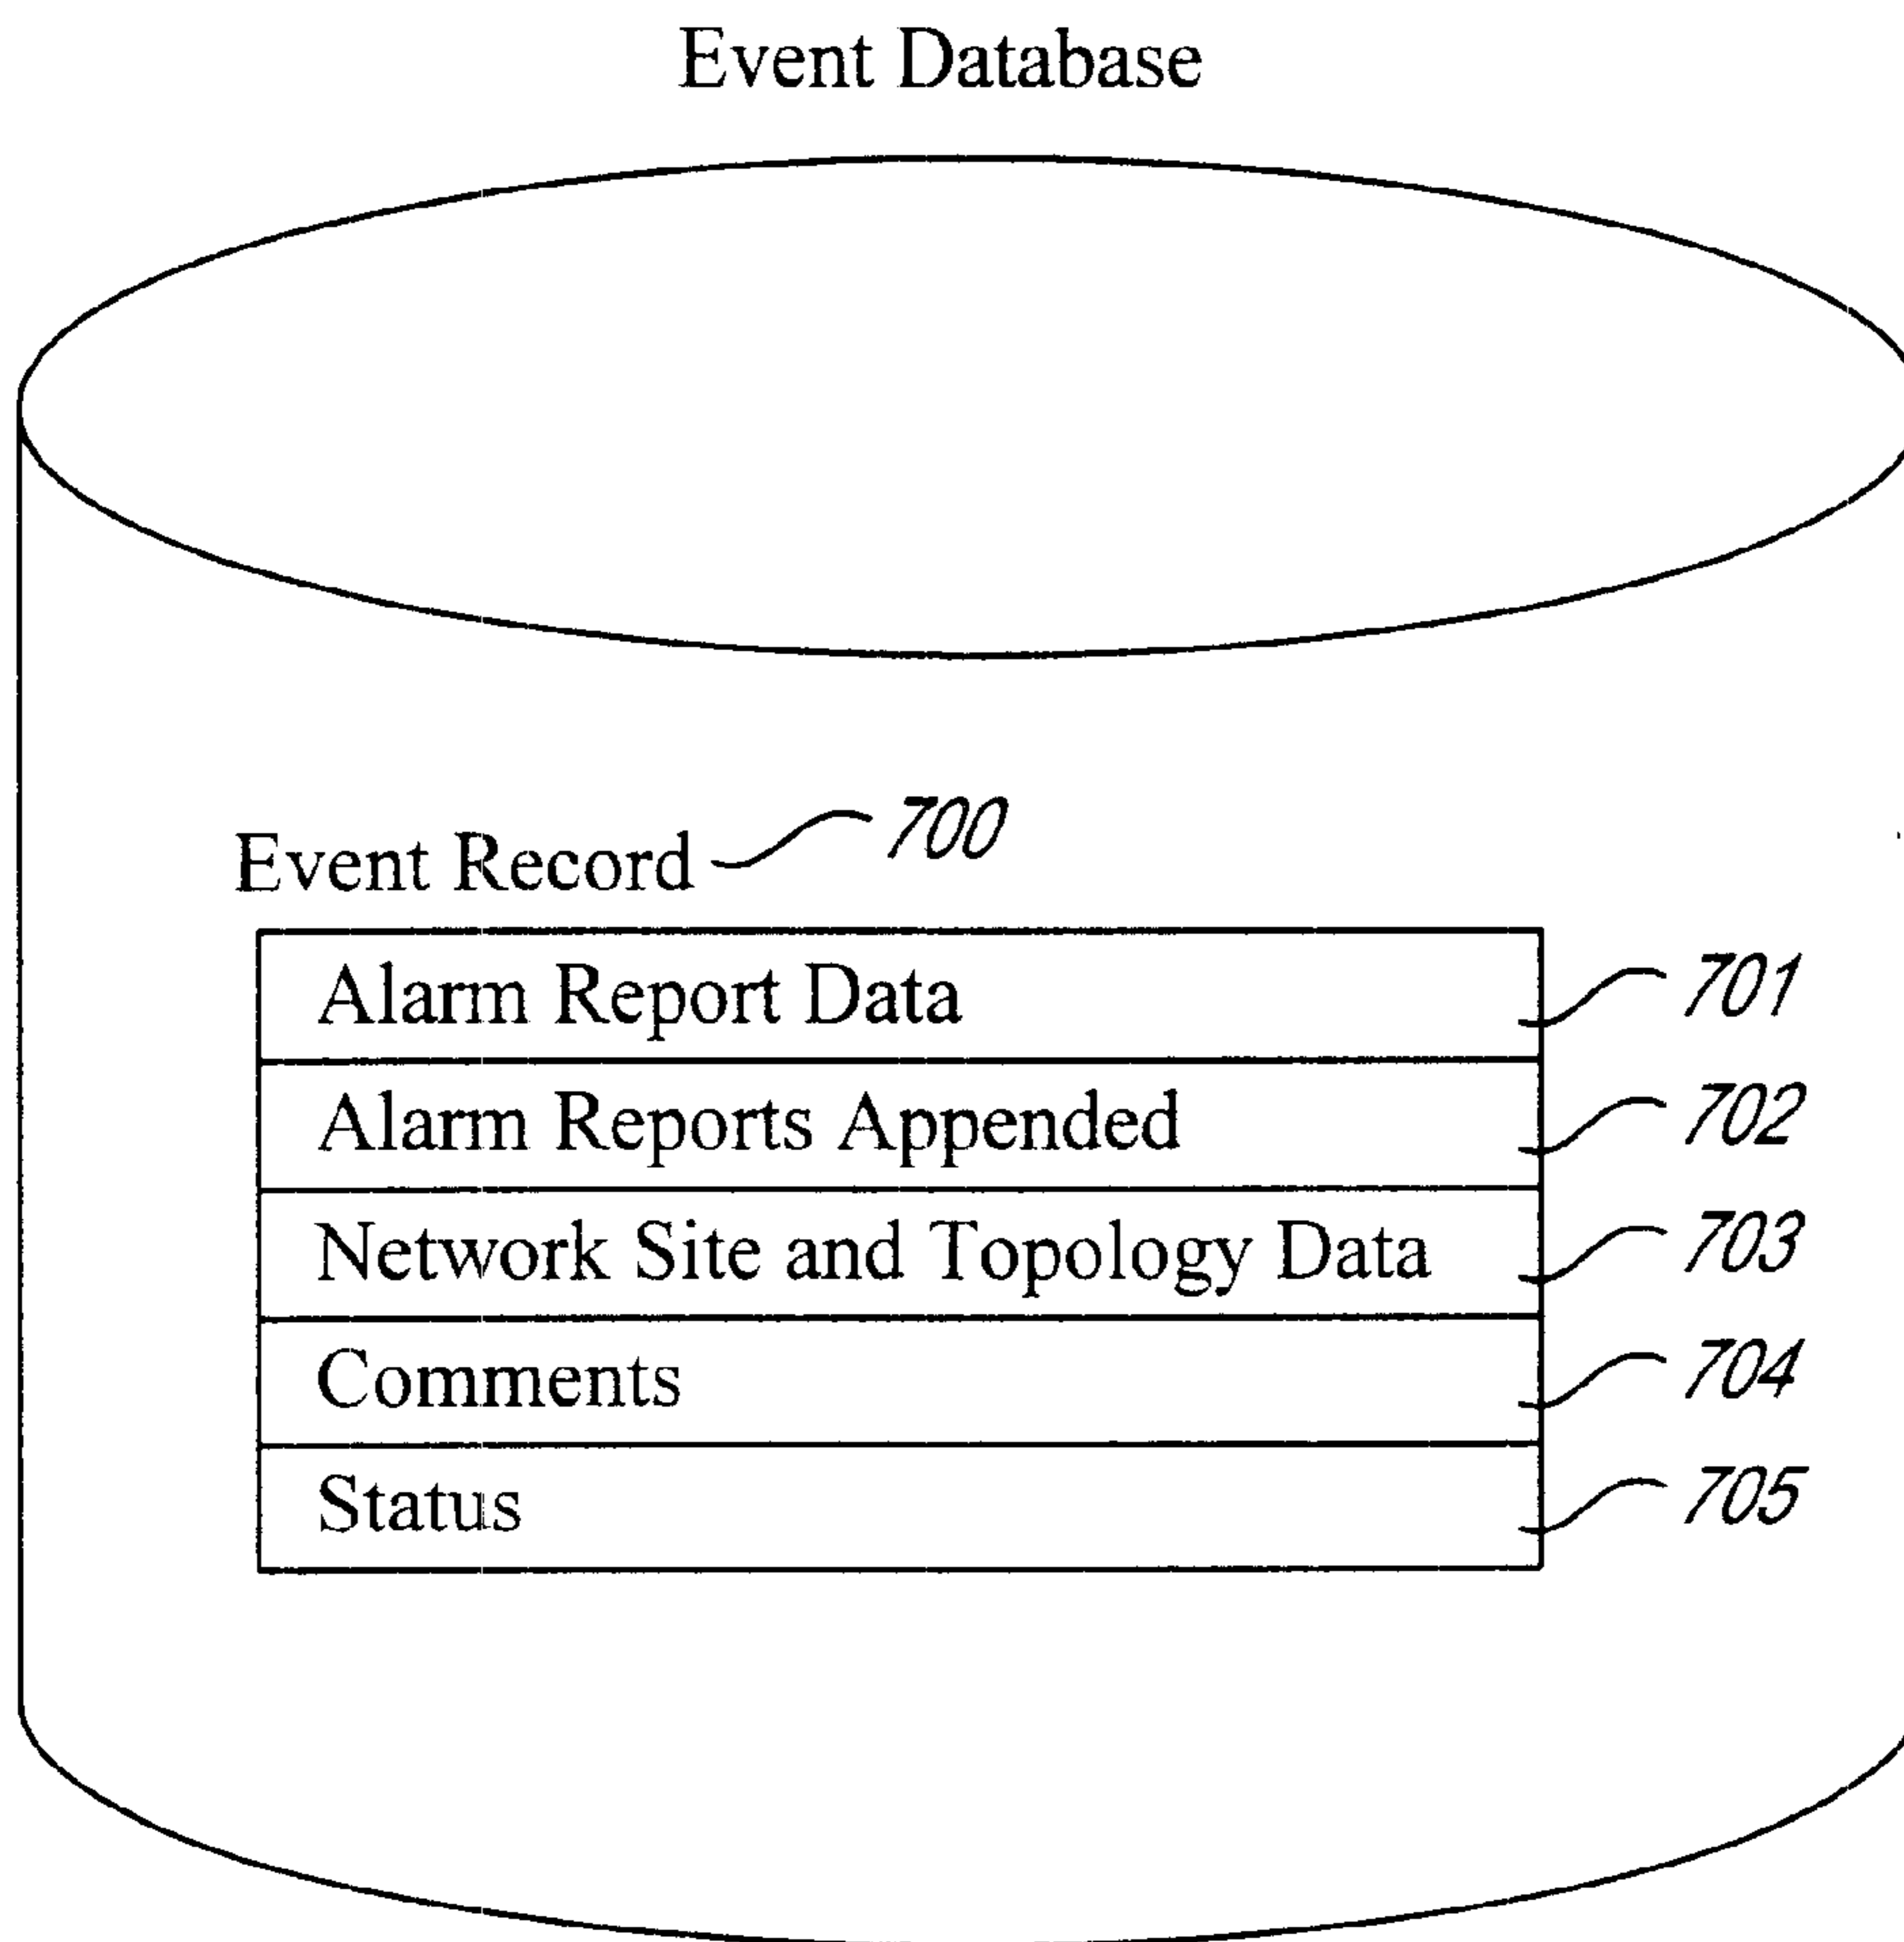 Event Database
Event Record 700
Alarm Report Data 701
Alarm Reports Appended 702
Network Site and Topology Data 703
Comments 704
Status 705